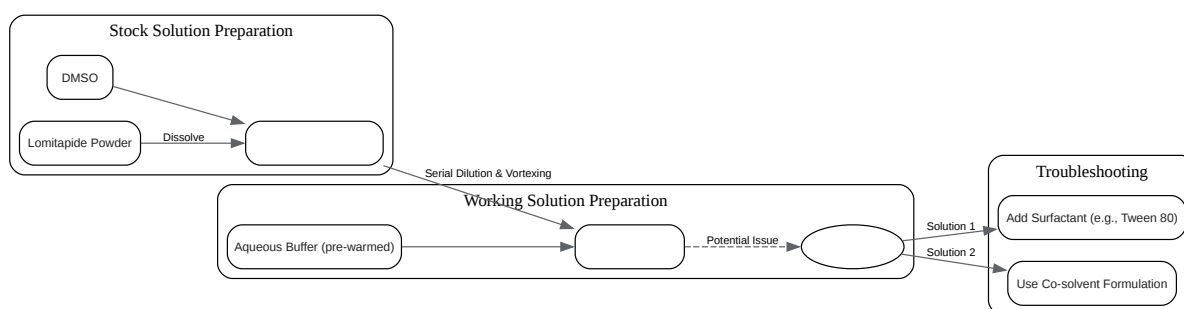 Stock Solution Preparation
DMSO
Lomitapide Powder
Dissolve
Serial Dilution & Vortexing
Working Solution Preparation
Aqueous Buffer (pre-warmed)
Potential Issue
Solution 1
Solution 2
Troubleshooting
Add Surfactant (e.g., Tween 80)
Use Co-solvent Formulation